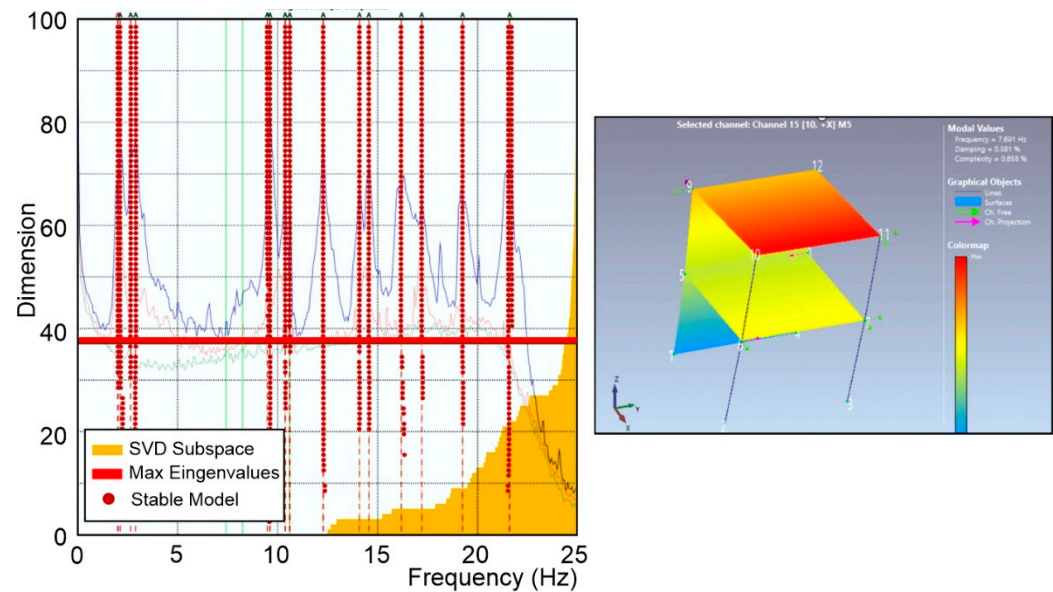 A A A A A A A A A A A
100
80
60
40
20
0
Dimension
SVD Subspace
Max Eingenvalues
Stable Model
0 5 10 15 20 25
Frequency (Hz)
Selected channel: Channel 15 [10, +X] M5
Modal Values
Frequency = 7.691 Hz
Damping = 0.581 %
Complexity = 0.658 %
Graphical Objects
Lines
Surfaces
Ch. Free
Ch. Projection
Colormap
Max
12
9
10
11
5
4
1
Z
Y
X